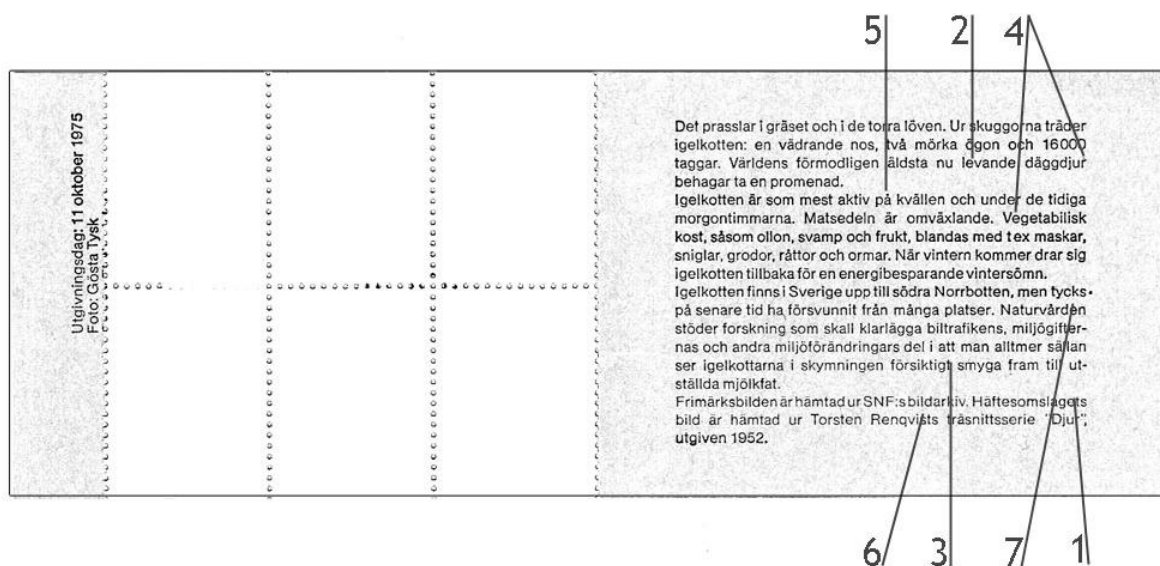 5 2 4
Utgivningsdag: 11 oktober 1975
Foto: Gösta Tysk
Det prasslar i gräset och i de torra löven. Ur skuggorna träder
igelkotten: en vädrande nos, två mörka ögon och 16000
taggar. Världens förmodligen äldsta nu levande däggdjur
behagar ta en promenad.
Igelkotten är som mest aktiv på kvällen och under de tidiga
morgontimmarna. Matsedeln är omväxlande. Vegetabilisk
kost, såsom ollon, svamp och frukt, blandas med t ex maskar,
sniglar, grodor, råttor och ormar. När vintern kommer drar sig
igelkotten tillbaka för en energibesparande vintersömn.
Igelkotten finns i Sverige upp till södra Norrbotten, men tycks
på senare tid ha försvunnit från många platser. Naturvården
stöder forskning som skall klarlägga biltrafikens, miljögifter-
nas och andra miljöförändringars del i att man alltmer sällan
ser igelkottarna i skymningen försiktigt smyga fram till ut-
ställda mjölkfat.
Frimärksbilden är hämtad ur SNF:s bildarkiv. Häftesomslagets
bild är hämtad ur Torsten Renqvists träsnittsserie "Djur",
utgiven 1952.
6 3 7 1